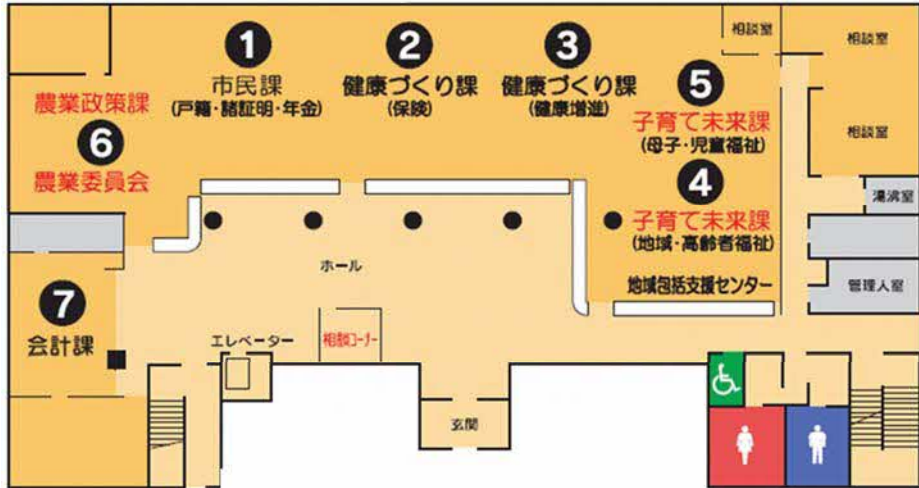 1
市民課
(戸籍・諸証明・年金)
2
健康づくり課
(保険)
3
健康づくり課
(健康増進)
相談室
相談室
相談室
5
子育て未来課
(母子・児童福祉)
4
子育て未来課
(地域・高齢者福祉)
地域包括支援センター
農業政策課
6
農業委員会
湯沸室
管理人室
ホール
7
会計課
エレベーター
相談コーナー
玄関